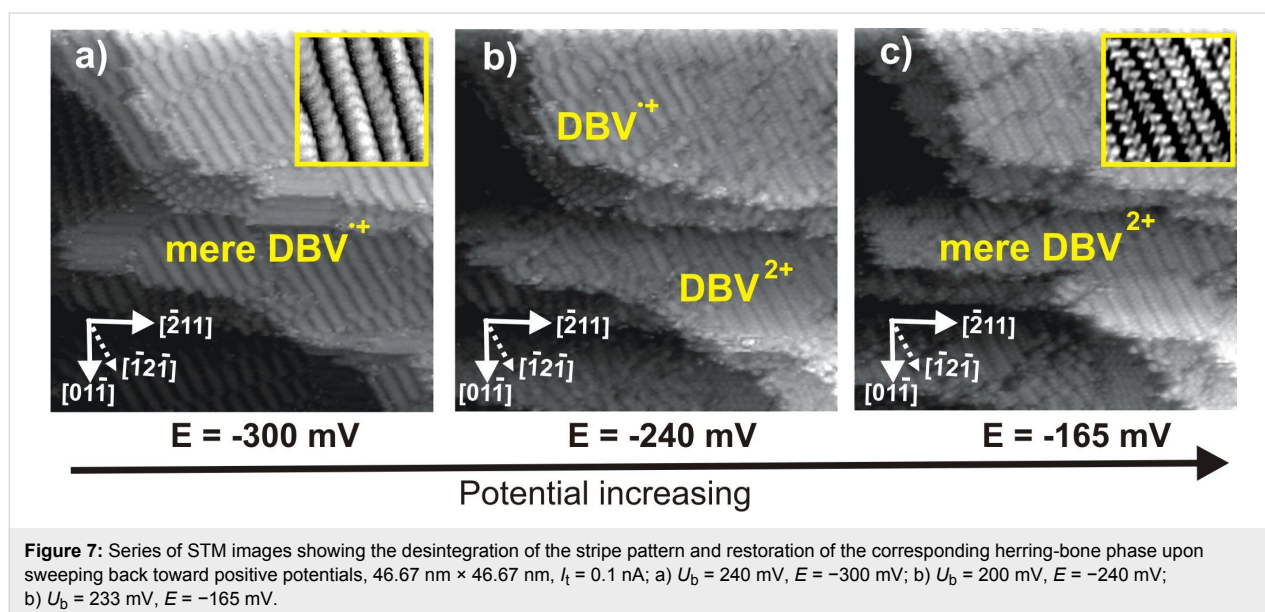 a)
b)
c)
DBV•+
mere DBV•+
DBV2+
mere DBV2+
[2̄11]
[1̄21̄]
[011̄]
[2̄11]
[1̄21̄]
[011̄]
[2̄11]
[1̄21̄]
[011̄]
E = -300 mV
E = -240 mV
E = -165 mV
Potential increasing
Figure 7: Series of STM images showing the desintegration of the stripe pattern and restoration of the corresponding herring-bone phase upon
sweeping back toward positive potentials, 46.67 nm × 46.67 nm, It = 0.1 nA; a) Ub = 240 mV, E = −300 mV; b) Ub = 200 mV, E = −240 mV;
b) Ub = 233 mV, E = −165 mV.